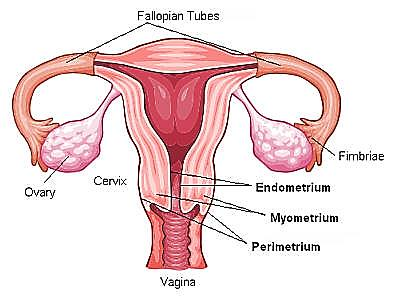 Fallopian Tubes
Fimbriae
Ovary
Cervix
Endometrium
Myometrium
Perimetrium
Vagina